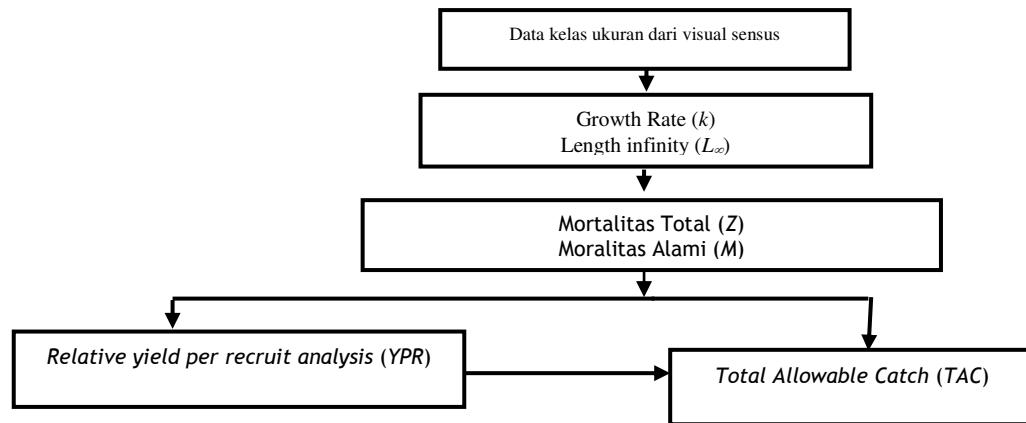 Data kelas ukuran dari visual sensus
Growth Rate (k)
Length infinity (L∞)
Mortalitas Total (Z)
Moralitas Alami (M)
Relative yield per recruit analysis (YPR)
Total Allowable Catch (TAC)